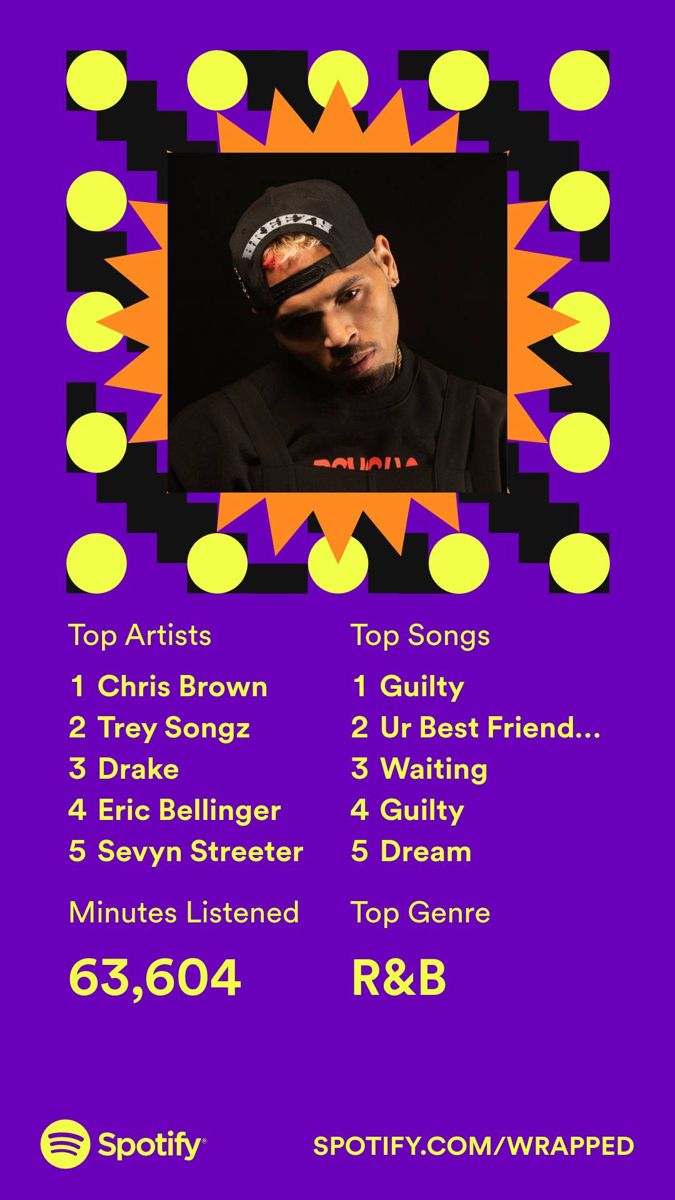 BREEZY
Top Artists
1 Chris Brown
2 Trey Songz
3 Drake
4 Eric Bellinger
5 Sevyn Streeter
Top Songs
1 Guilty
2 Ur Best Friend...
3 Waiting
4 Guilty
5 Dream
Minutes Listened
63,604
Top Genre
R&B
Spotify®
SPOTIFY.COM/WRAPPED